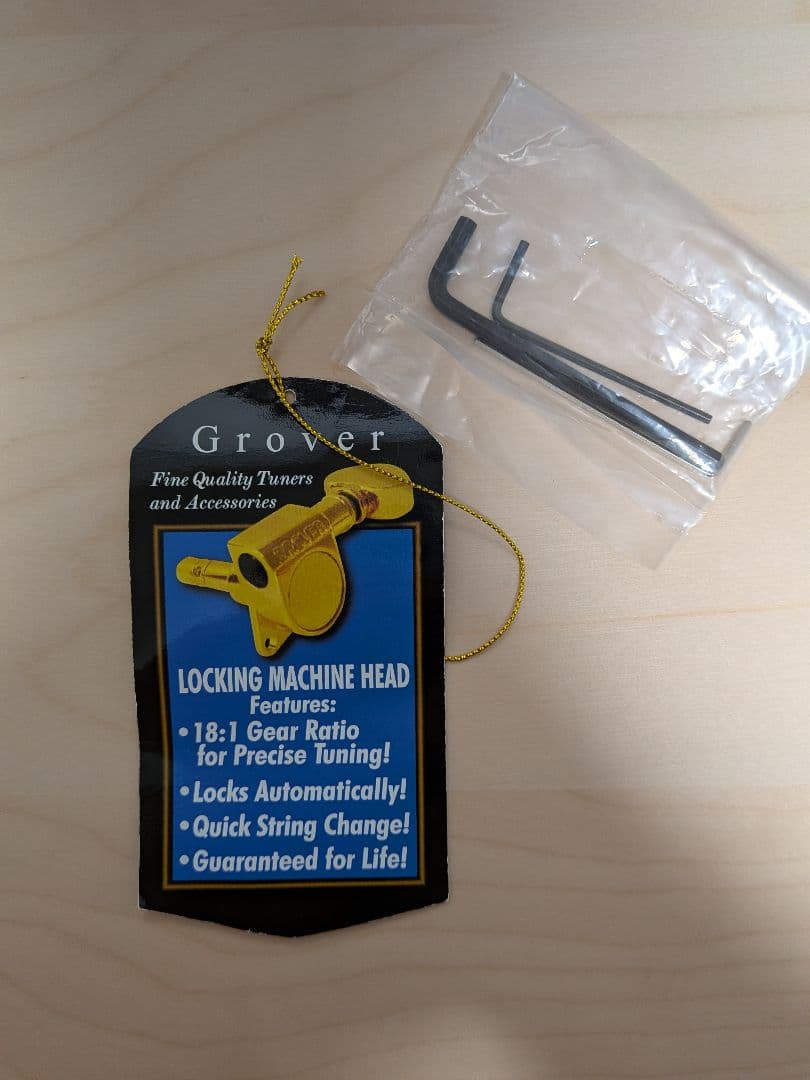 Grover
Fine Quality Tuners
and Accessories
GROVER
LOCKING MACHINE HEAD
Features:
• 18:1 Gear Ratio
for Precise Tuning!
• Locks Automatically!
• Quick String Change!
• Guaranteed for Life!